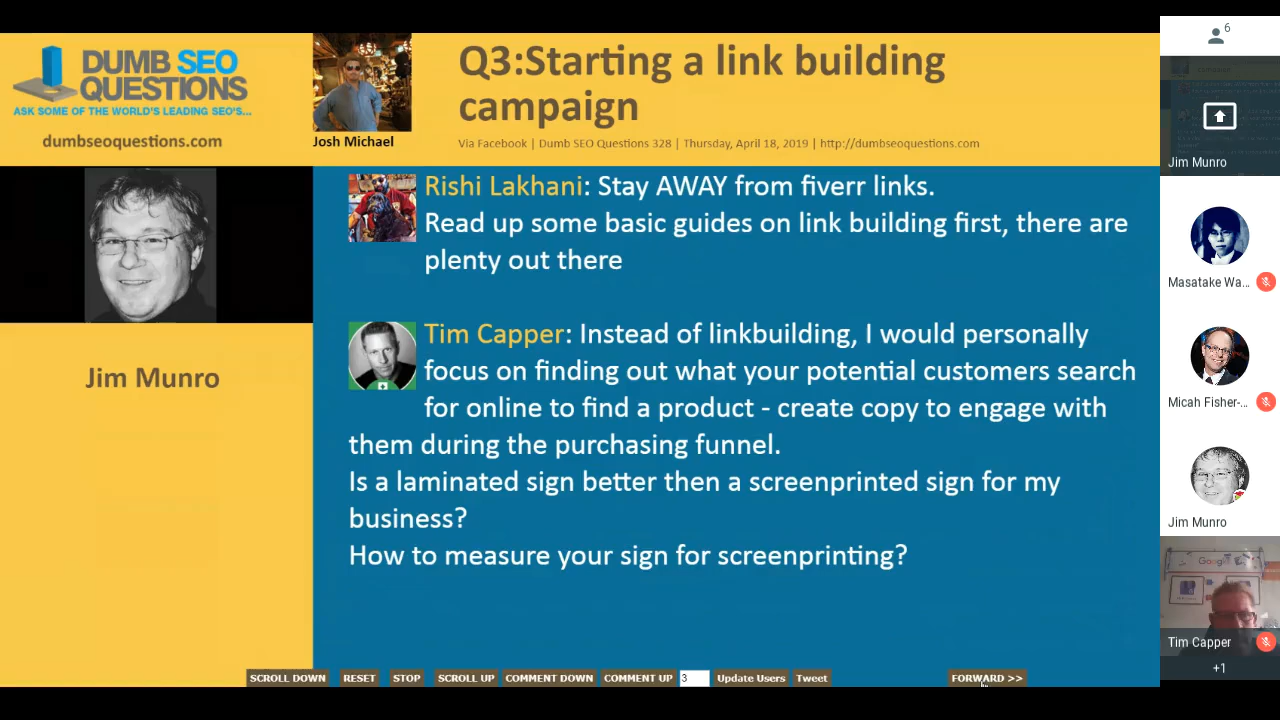 DUMB SEO
QUESTIONS
ASK SOME OF THE WORLD'S LEADING SEO'S...
dumbseoquestions.com
Josh Michael
Q3:Starting a link building
campaign
Via Facebook | Dumb SEO Questions 328 | Thursday, April 18, 2019 | http://dumbseoquestions.com
Jim Munro
Rishi Lakhani: Stay AWAY from fiverr links.
Read up some basic guides on link building first, there are
plenty out there
Tim Capper: Instead of linkbuilding, I would personally
focus on finding out what your potential customers search
for online to find a product - create copy to engage with
them during the purchasing funnel.
Is a laminated sign better then a screenprinted sign for my
business?
How to measure your sign for screenprinting?
SCROLL DOWN RESET STOP SCROLL UP COMMENT DOWN COMMENT UP 3 Update Users Tweet FORWARD >>
6
Jim Munro
Masatake Wa...
Micah Fisher-...
Jim Munro
Google
Tim Capper
+1